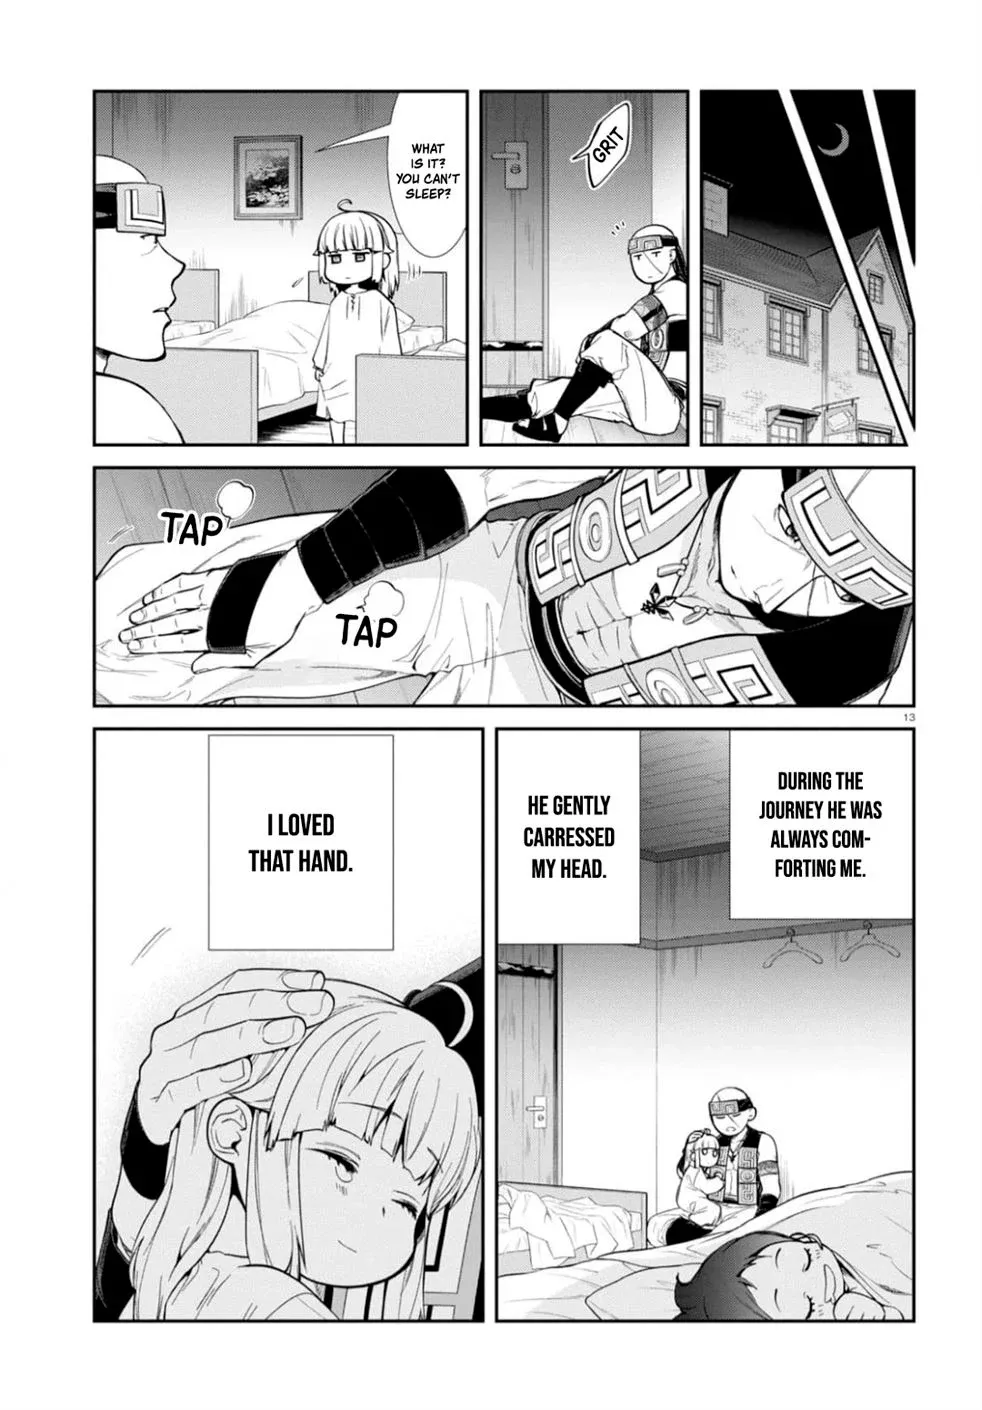 GRIT
WHAT
IS IT?
YOU CAN'T
SLEEP?
TAP
TAP
13
DURING THE
JOURNEY HE WAS
ALWAYS COM-
FORTING ME.
HE GENTLY
CARRESSED
MY HEAD.
I LOVED
THAT HAND.